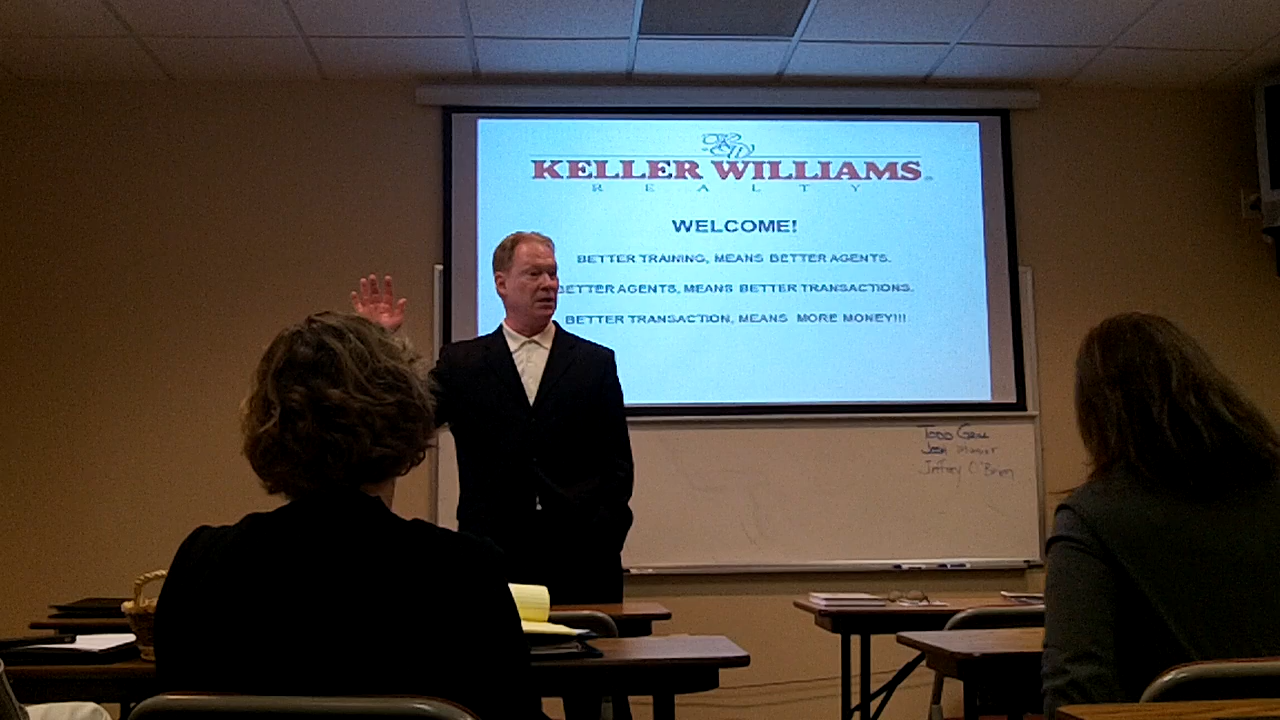 KELLER WILLIAMS
REALTY
WELCOME!
BETTER TRAINING, MEANS BETTER AGENTS.
BETTER AGENTS, MEANS BETTER TRANSACTIONS.
BETTER TRANSACTION, MEANS MORE MONEY!!!
TODD
Josh
Jeffrey O'Brien